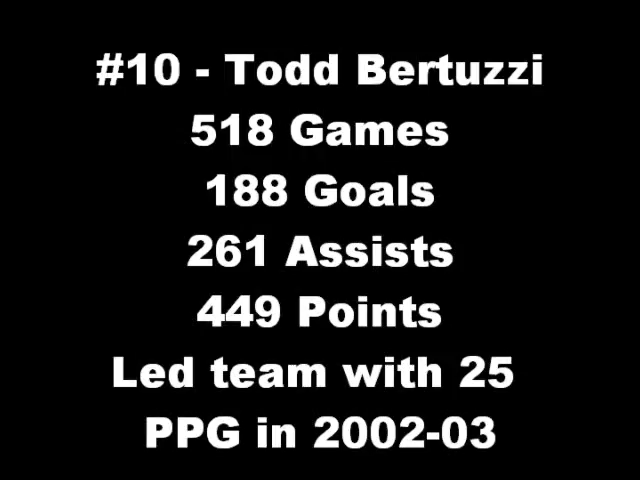 #10 - Todd Bertuzzi
518 Games
188 Goals
261 Assists
449 Points
Led team with 25
PPG in 2002-03